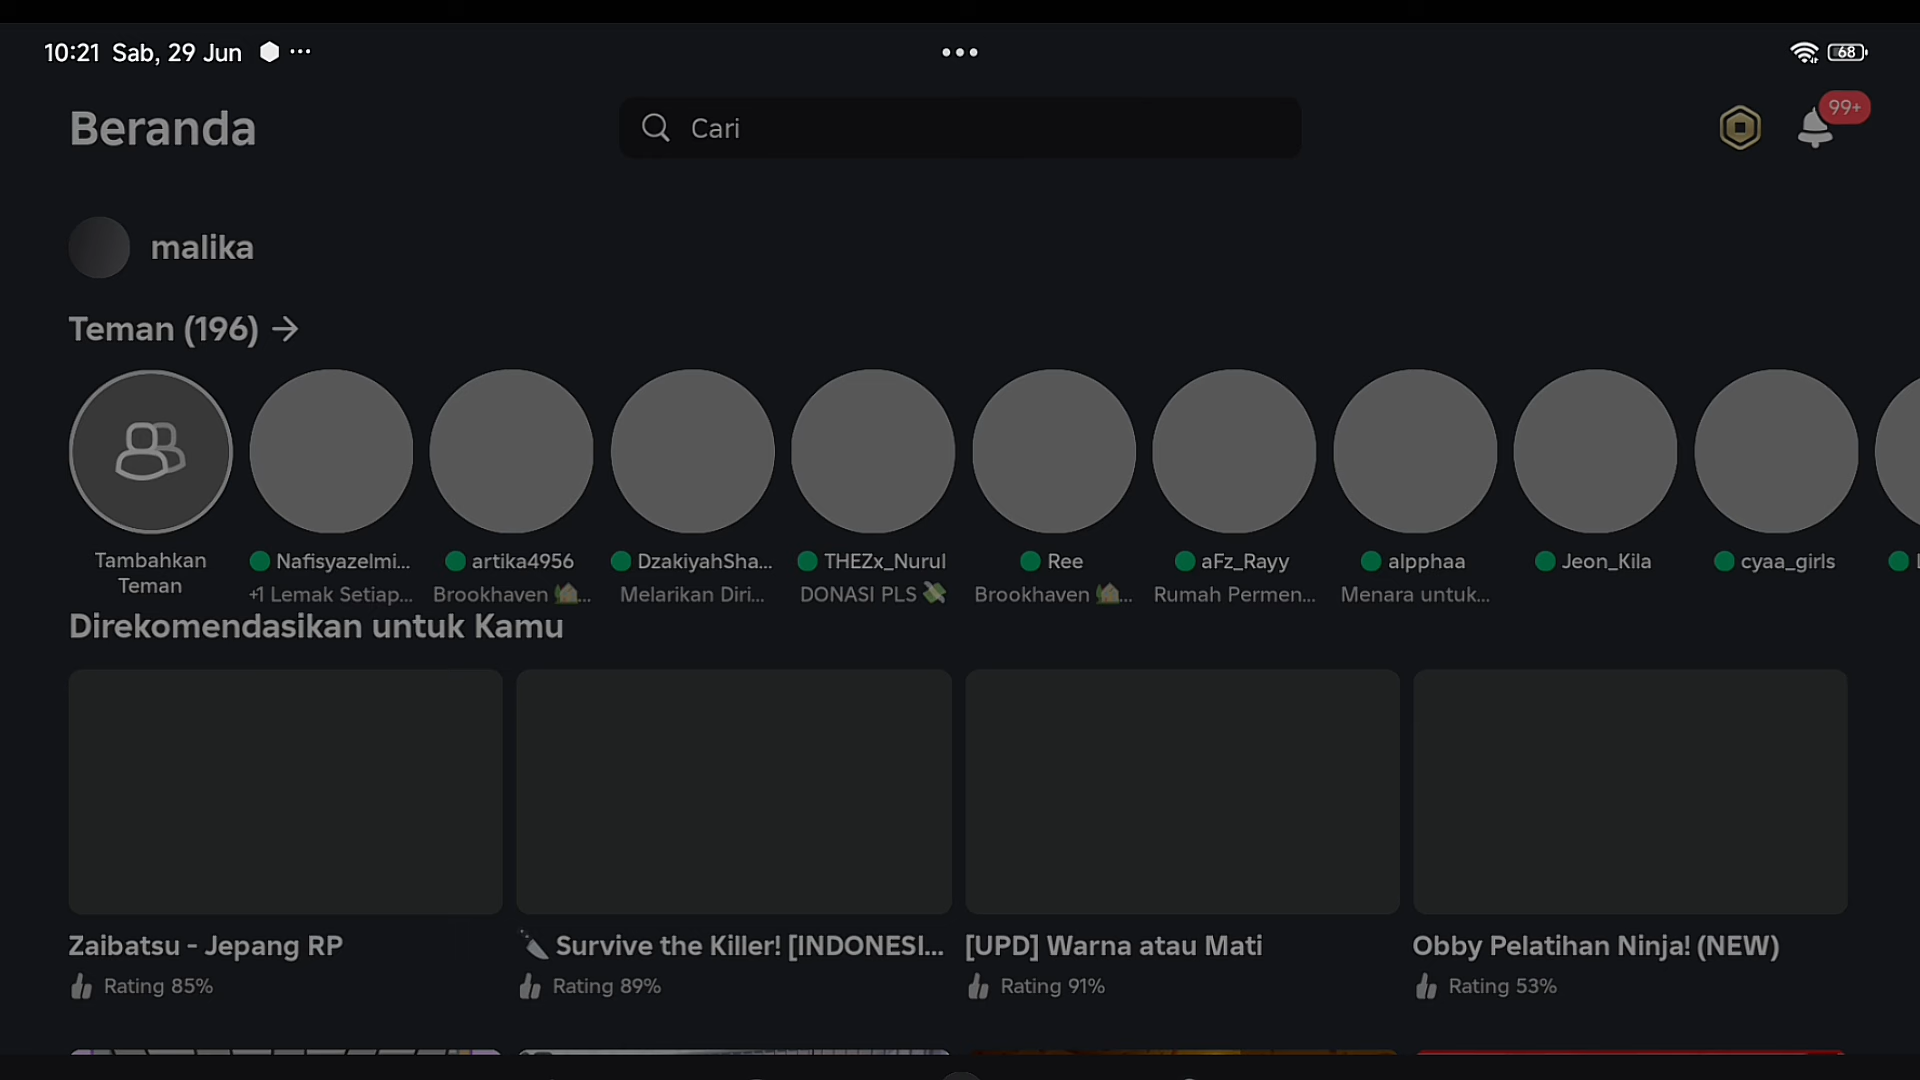 10:21 Sab, 29 Jun
68
Beranda
Cari
99+
malika
Teman (196)
Tambahkan
Teman
Nafisyazelmi...
+1 Lemak Setiap...
artika4956
Brookhaven 🏡...
DzakiyahSha...
Melarikan Diri...
THEZx_Nurul
DONASI PLS 💸
Ree
Brookhaven 🏡...
aFz_Rayy
Rumah Permen...
alpphaa
Menara untuk...
Jeon_Kila
cyaa_girls
Direkomendasikan untuk Kamu
Zaibatsu - Jepang RP
Rating 85%
🔪 Survive the Killer! [INDONESI...
Rating 89%
[UPD] Warna atau Mati
Rating 91%
Obby Pelatihan Ninja! (NEW)
Rating 53%